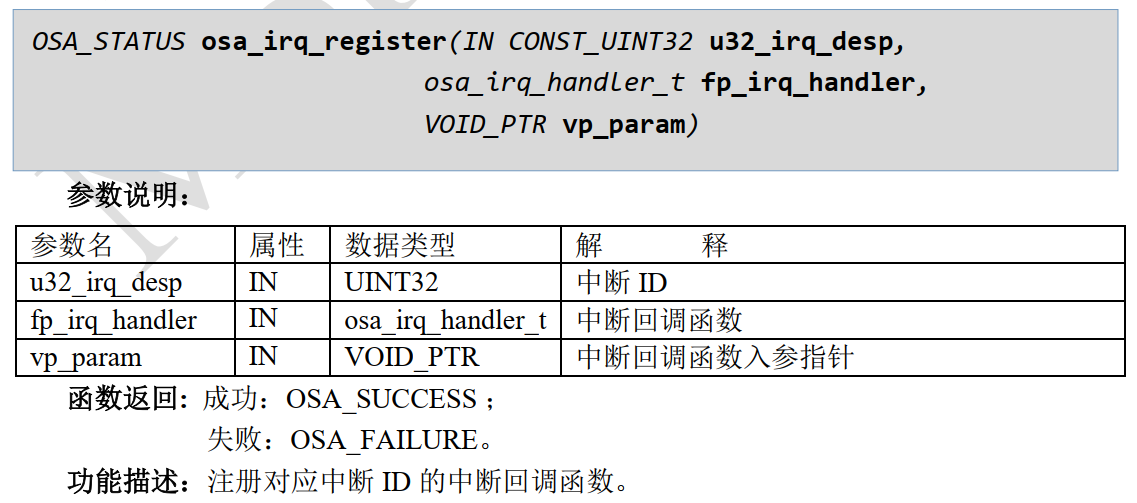 OSA_STATUS osa_irq_register(IN CONST_UINT32 u32_irq_desp,
osa_irq_handler_t fp_irq_handler,
VOID_PTR vp_param)
参数说明：
参数名 属性 数据类型 解 释
u32_irq_desp IN UINT32 中断 ID
fp_irq_handler IN osa_irq_handler_t 中断回调函数
vp_param IN VOID_PTR 中断回调函数入参指针
函数返回：成功：OSA_SUCCESS；
失败：OSA_FAILURE。
功能描述：注册对应中断 ID 的中断回调函数。